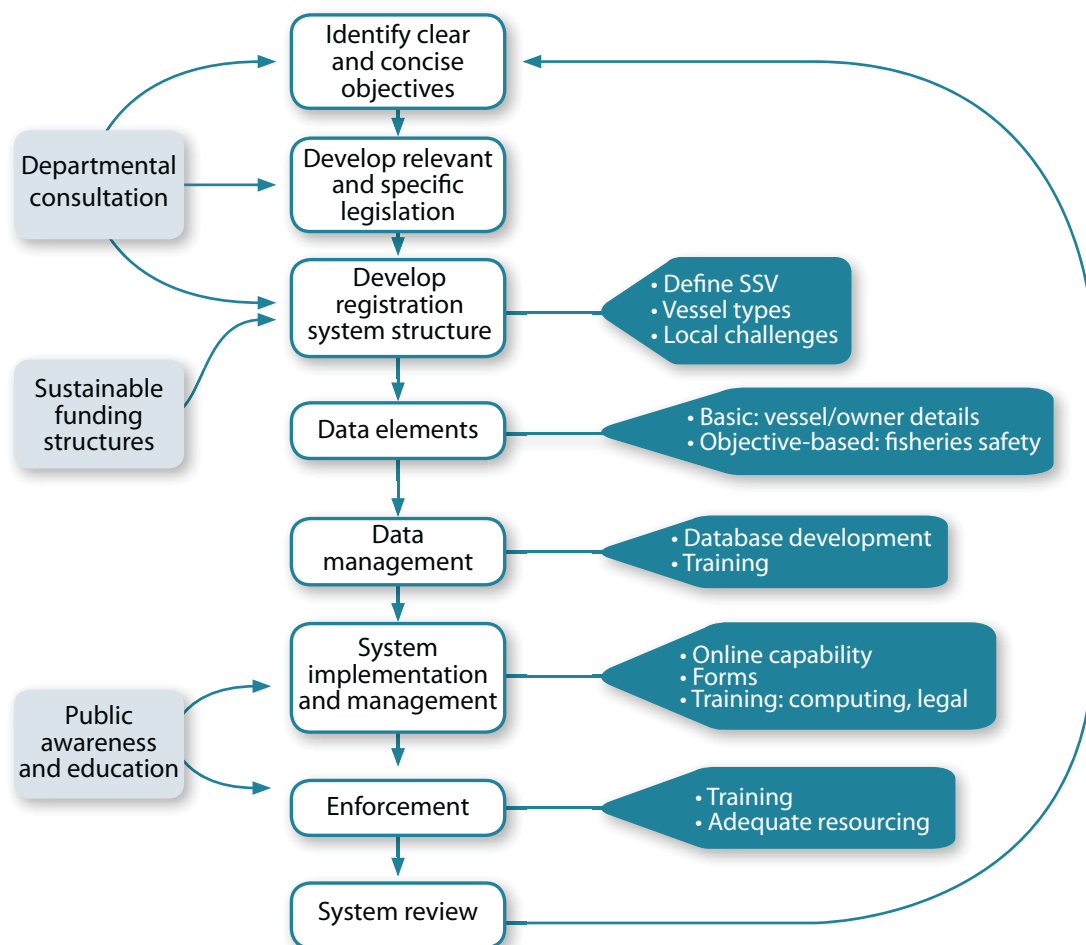 Identify clear
and concise
objectives
Departmental
consultation
Develop relevant
and specific
legislation
Develop
registration
system structure
• Define SSV
• Vessel types
• Local challenges
Sustainable
funding
structures
Data elements
• Basic: vessel/owner details
• Objective-based: fisheries safety
Data
management
• Database development
• Training
System
implementation
and management
• Online capability
• Forms
• Training: computing, legal
Public
awareness
and education
Enforcement
• Training
• Adequate resourcing
System review